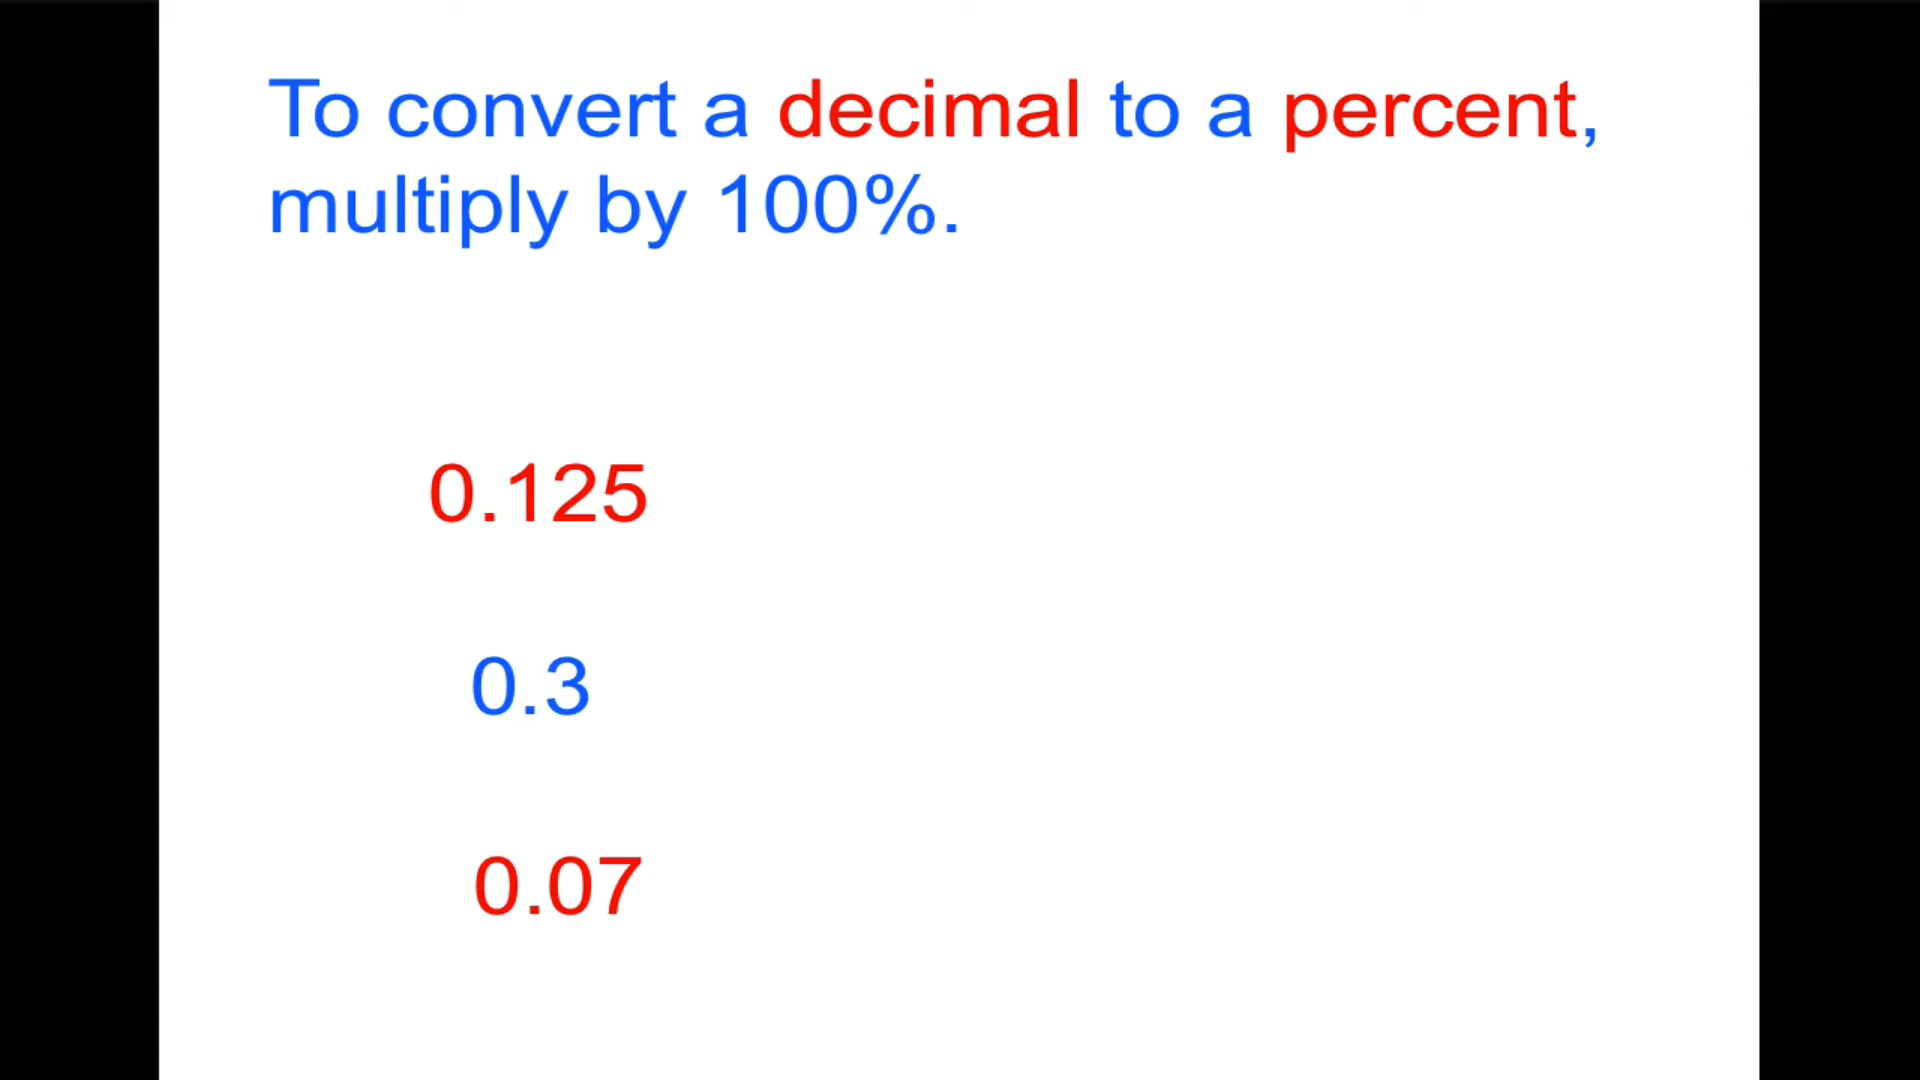 To convert a decimal to a percent,
multiply by 100%.
0.125
0.3
0.07